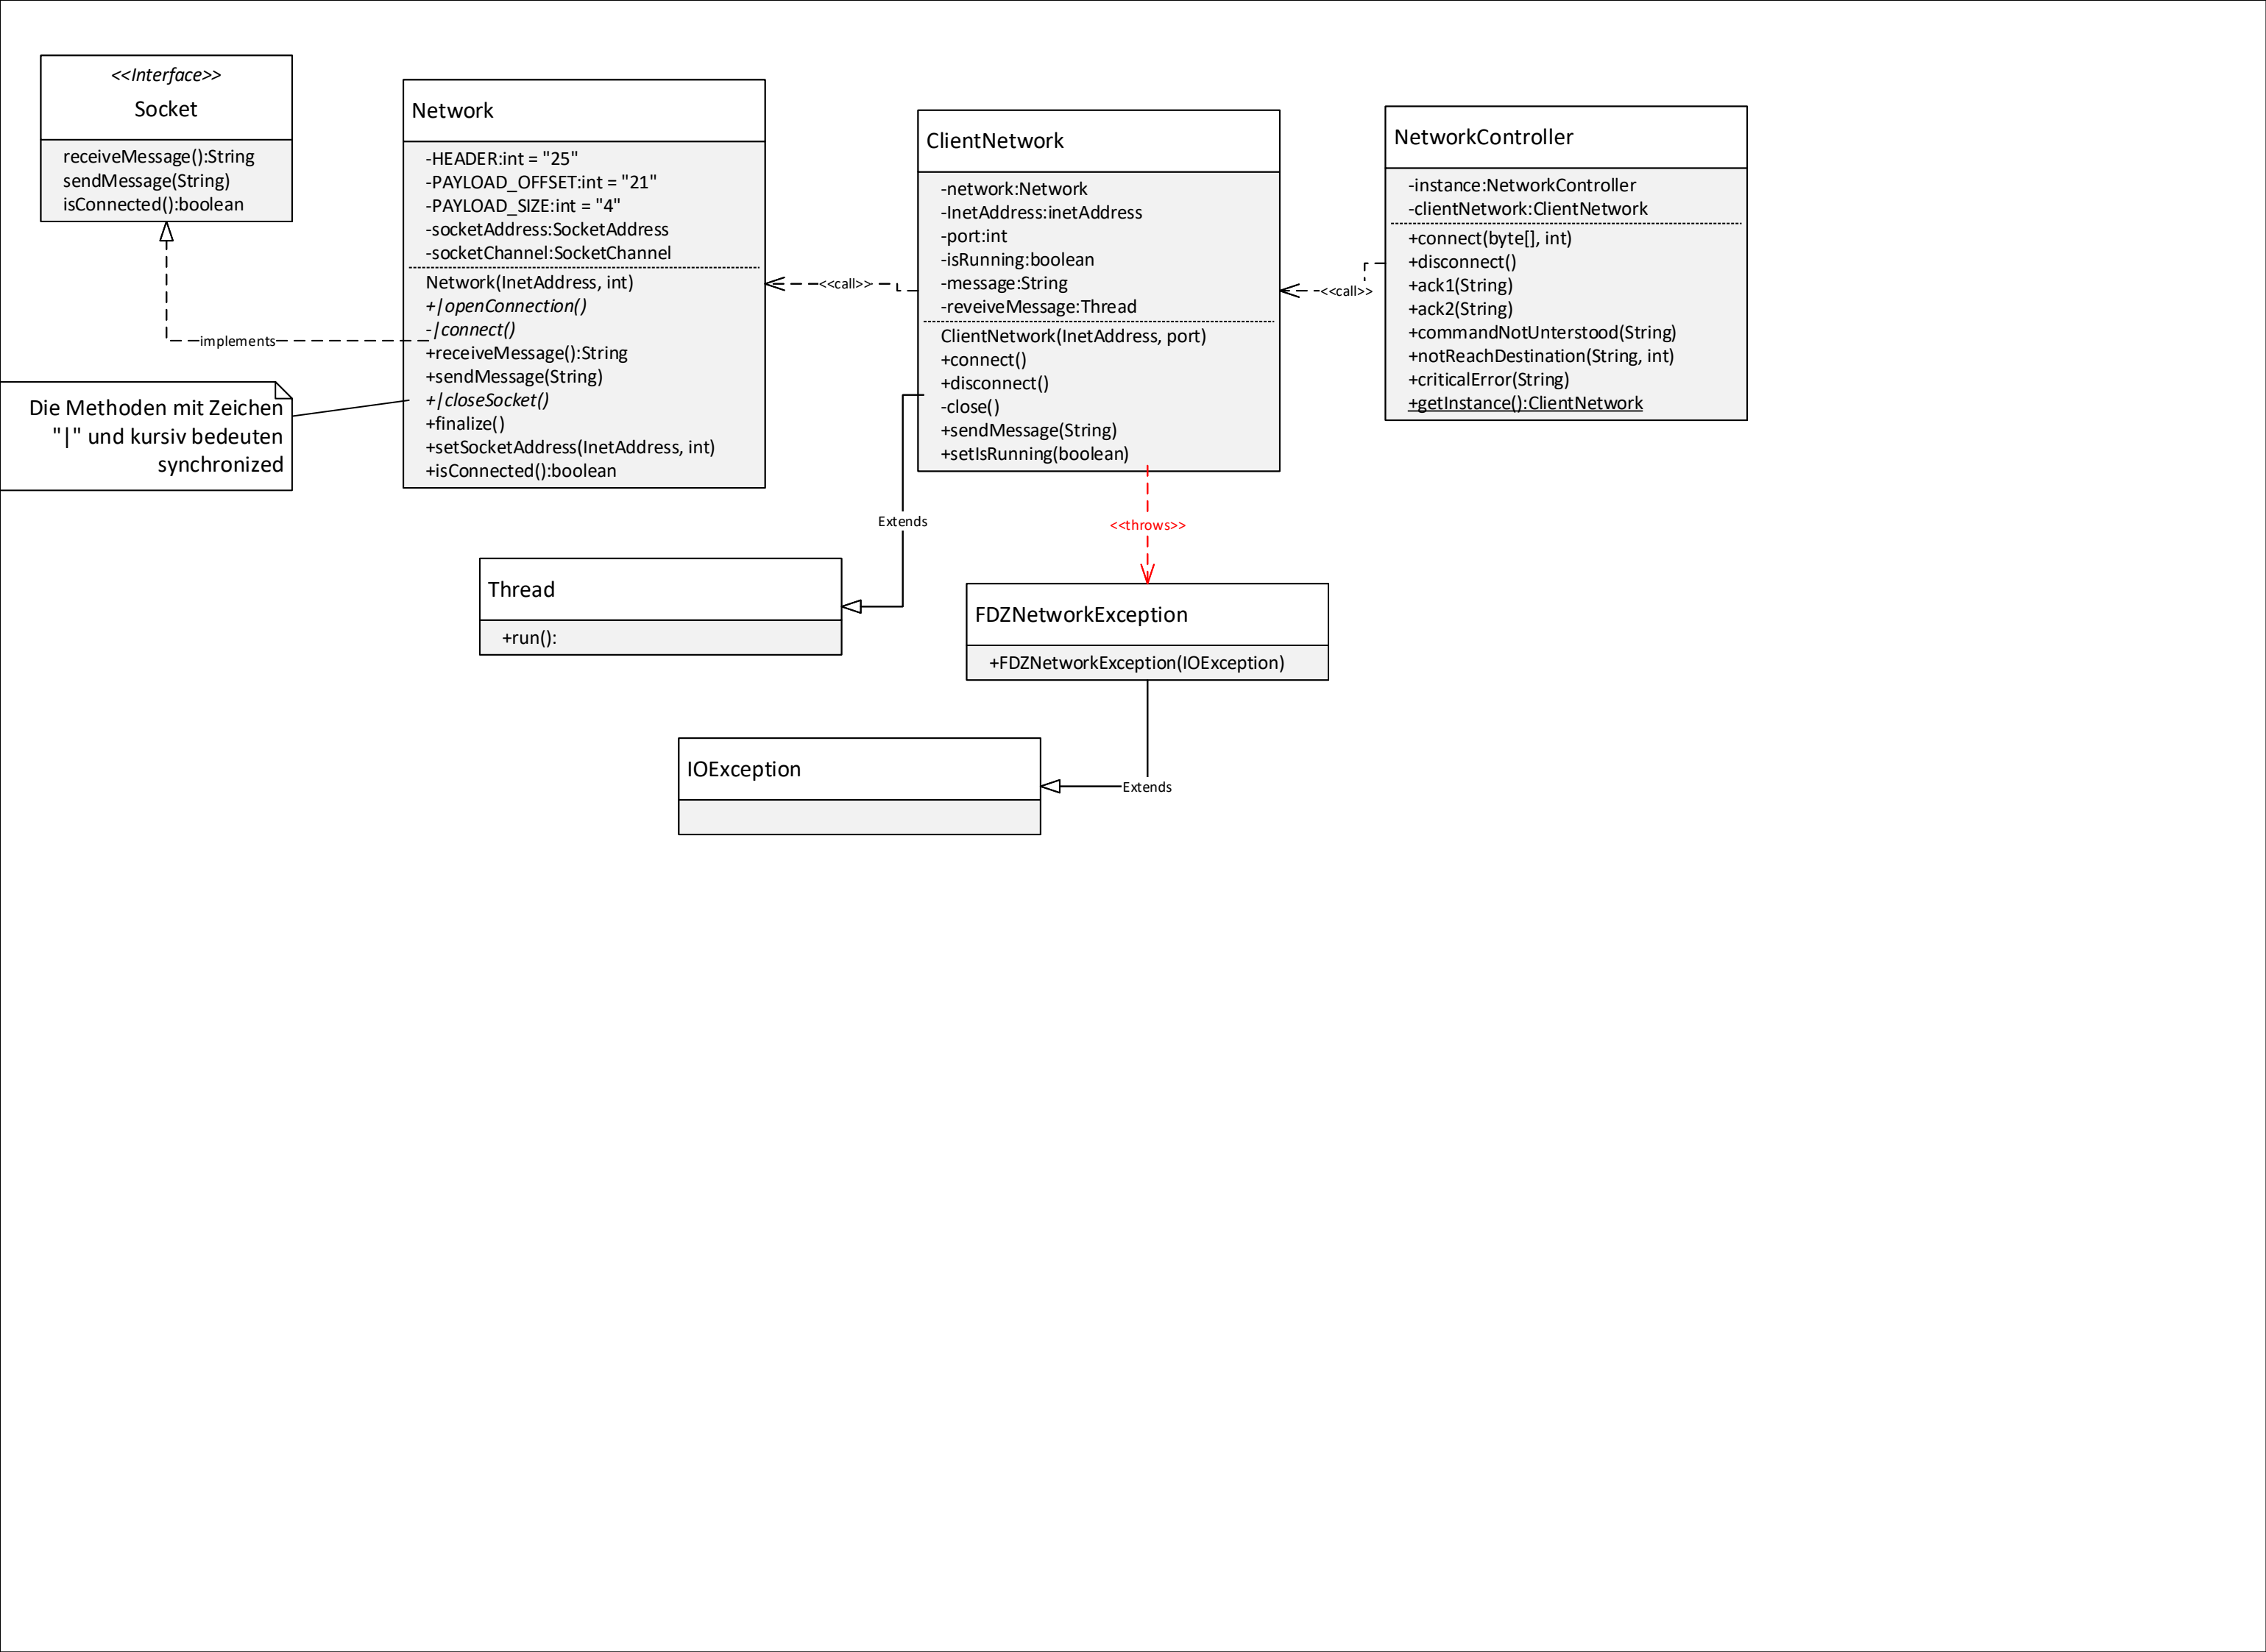 <<Interface>>
Socket
receiveMessage():String
sendMessage(String)
isConnected():boolean
implements
Die Methoden mit Zeichen
"|" und kursiv bedeuten
synchronized
Network
-HEADER:int = "25"
-PAYLOAD_OFFSET:int = "21"
-PAYLOAD_SIZE:int = "4"
-socketAddress:SocketAddress
-socketChannel:SocketChannel
Network(InetAddress, int)
+|openConnection()
-|connect()
+receiveMessage():String
+sendMessage(String)
+|closeSocket()
+finalize()
+setSocketAddress(InetAddress, int)
+isConnected():boolean
<<call>>
ClientNetwork
-network:Network
-InetAddress:inetAddress
-port:int
-isRunning:boolean
-message:String
-reveiveMessage:Thread
ClientNetwork(InetAddress, port)
+connect()
+disconnect()
-close()
+sendMessage(String)
+setIsRunning(boolean)
<<call>>
NetworkController
-instance:NetworkController
-clientNetwork:ClientNetwork
+connect(byte[], int)
+disconnect()
+ack1(String)
+ack2(String)
+commandNotUnterstood(String)
+notReachDestination(String, int)
+criticalError(String)
+getInstance():ClientNetwork
Extends
<<throws>>
Thread
+run():
FDZNetworkException
+FDZNetworkException(IOException)
IOException
Extends